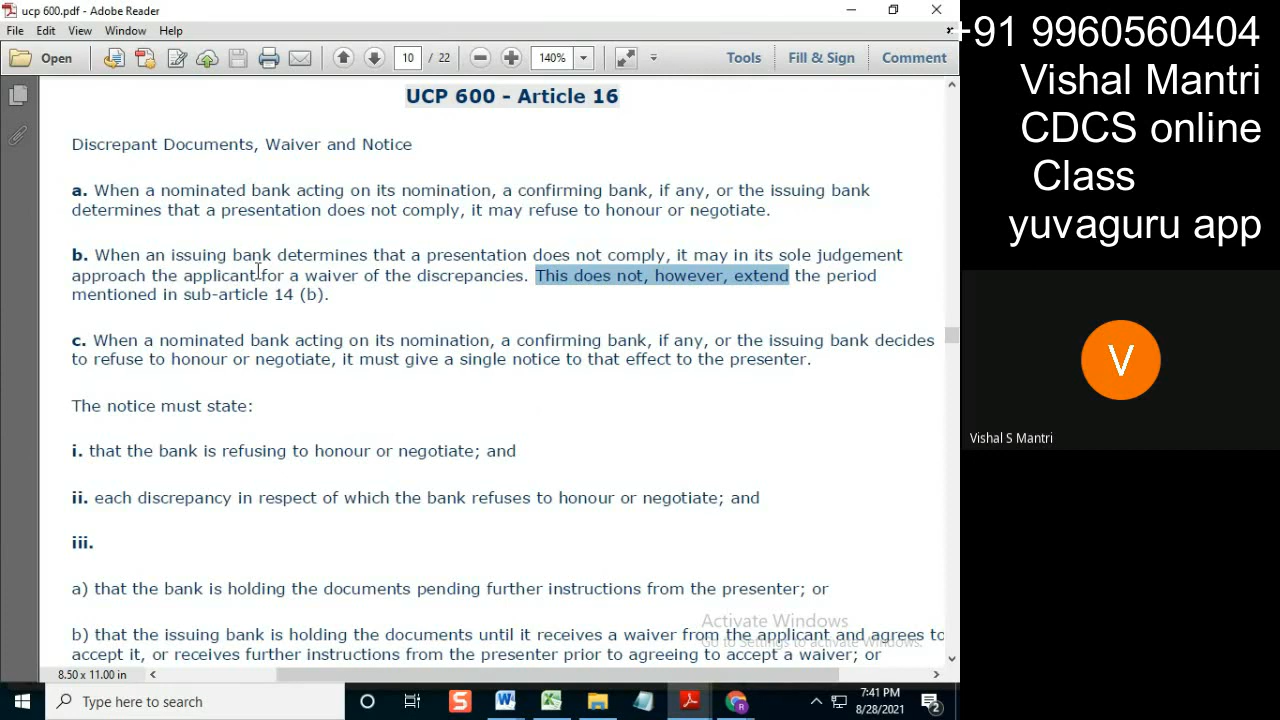 ucp 600.pdf - Adobe Reader
File Edit View Window Help
Open 10 / 22 140% Tools Fill & Sign Comment
UCP 600 - Article 16
Discrepant Documents, Waiver and Notice
a. When a nominated bank acting on its nomination, a confirming bank, if any, or the issuing bank
determines that a presentation does not comply, it may refuse to honour or negotiate.
b. When an issuing bank determines that a presentation does not comply, it may in its sole judgement
approach the applicant for a waiver of the discrepancies. This does not, however, extend the period
mentioned in sub-article 14 (b).
c. When a nominated bank acting on its nomination, a confirming bank, if any, or the issuing bank decides
to refuse to honour or negotiate, it must give a single notice to that effect to the presenter.
The notice must state:
i. that the bank is refusing to honour or negotiate; and
ii. each discrepancy in respect of which the bank refuses to honour or negotiate; and
iii.
a) that the bank is holding the documents pending further instructions from the presenter; or
b) that the issuing bank is holding the documents until it receives a waiver from the applicant and agrees to
accept it, or receives further instructions from the presenter prior to agreeing to accept a waiver; or
Activate Windows
Go to Settings to activate Windows.
8.50 x 11.00 in
Type here to search
7:41 PM
8/28/2021
2
+91 9960560404
Vishal Mantri
CDCS online
Class
yuvaguru app
V
Vishal S Mantri